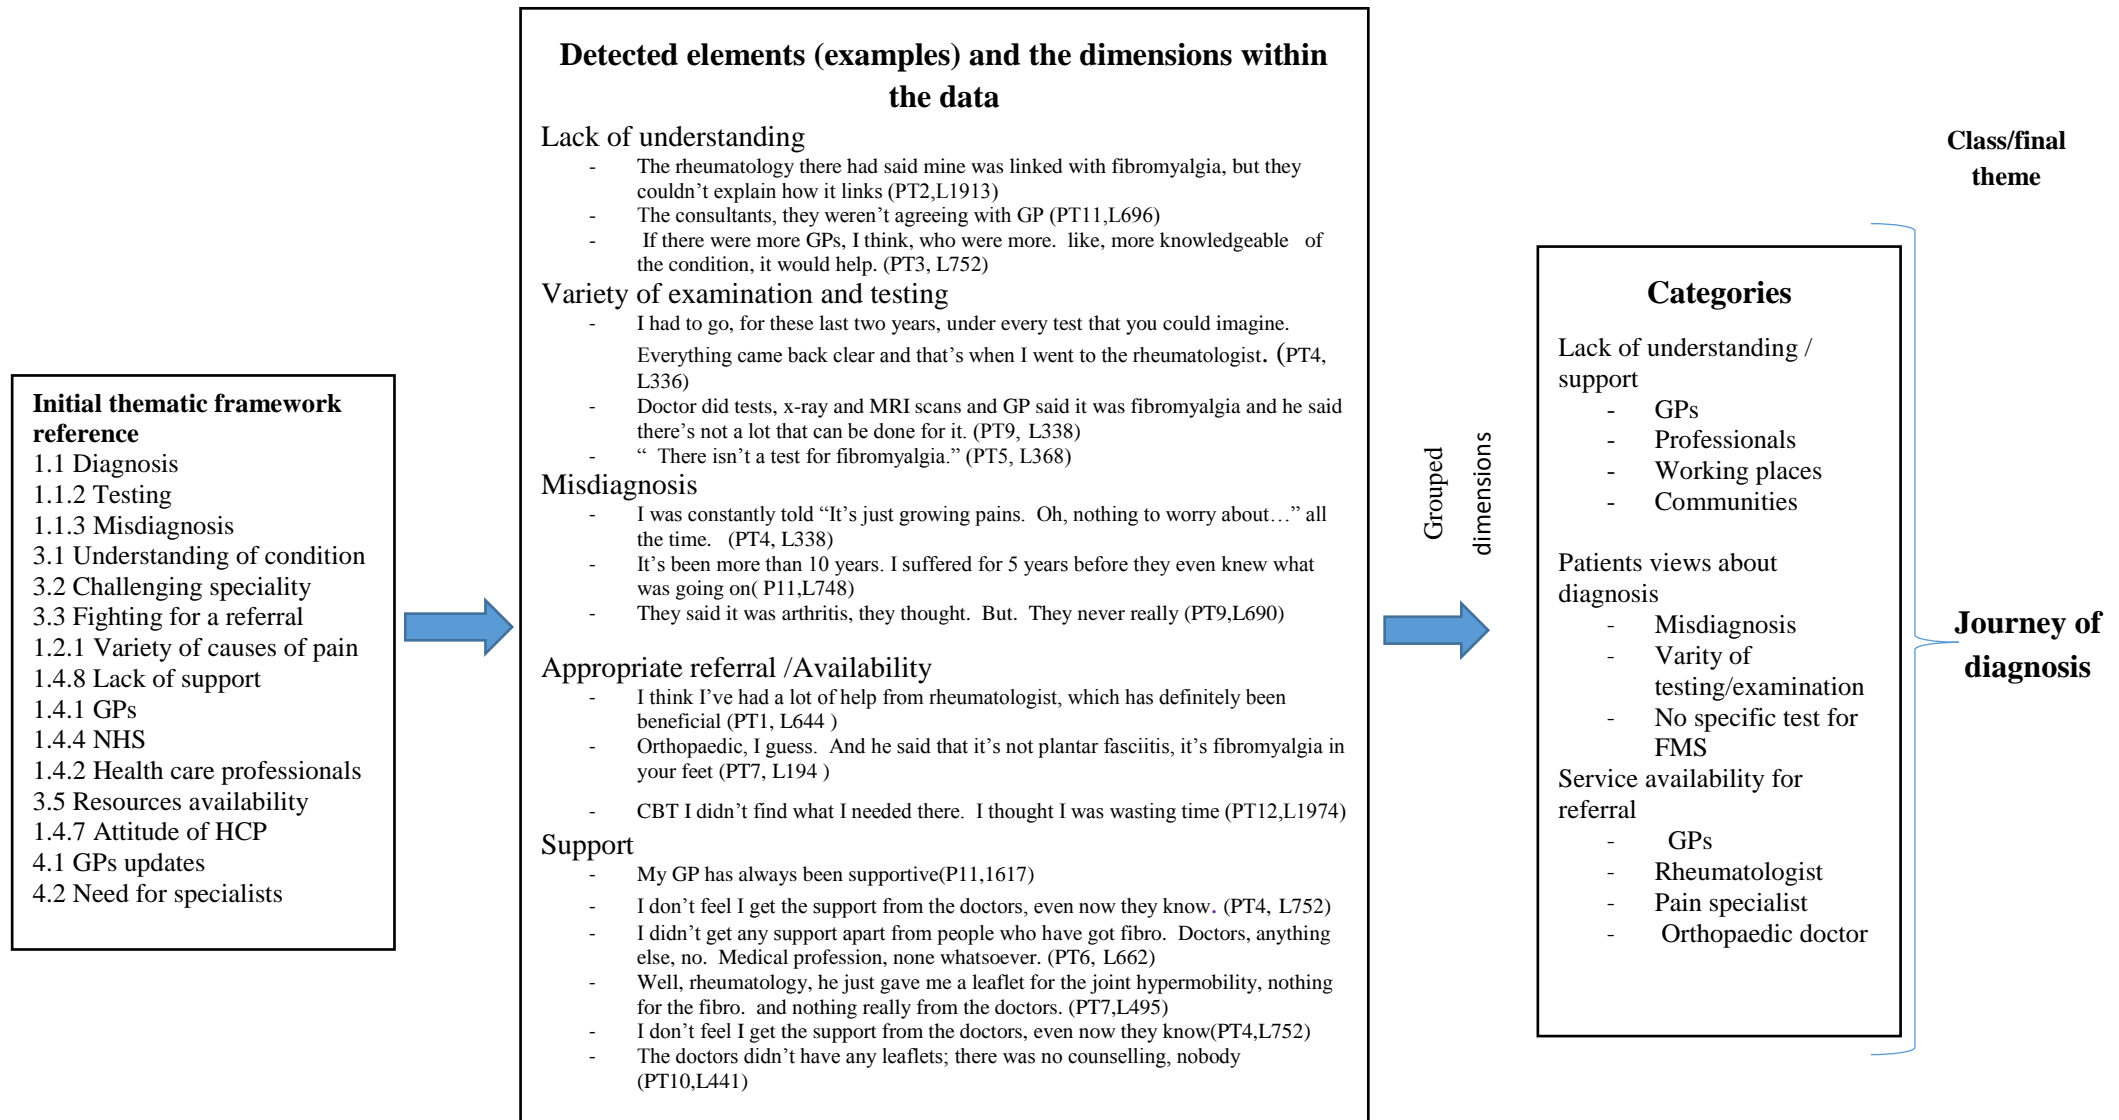 Initial thematic framework
reference
1.1 Diagnosis
1.1.2 Testing
1.1.3 Misdiagnosis
3.1 Understanding of condition
3.2 Challenging speciality
3.3 Fighting for a referral
1.2.1 Variety of causes of pain
1.4.8 Lack of support
1.4.1 GPs
1.4.4 NHS
1.4.2 Health care professionals
3.5 Resources availability
1.4.7 Attitude of HCP
4.1 GPs updates
4.2 Need for specialists
Detected elements (examples) and the dimensions within
the data
Lack of understanding
- The rheumatology there had said mine was linked with fibromyalgia, but they
couldn’t explain how it links (PT2,L1913)
- The consultants, they weren’t agreeing with GP (PT11,L696)
- If there were more GPs, I think, who were more. like, more knowledgeable of
the condition, it would help. (PT3, L752)
Variety of examination and testing
- I had to go, for these last two years, under every test that you could imagine.
Everything came back clear and that’s when I went to the rheumatologist. (PT4,
L336)
- Doctor did tests, x-ray and MRI scans and GP said it was fibromyalgia and he said
there’s not a lot that can be done for it. (PT9, L338)
- “ There isn’t a test for fibromyalgia.” (PT5, L368)
Misdiagnosis
- I was constantly told “It’s just growing pains. Oh, nothing to worry about…” all
the time. (PT4, L338)
- It’s been more than 10 years. I suffered for 5 years before they even knew what
was going on( P11,L748)
- They said it was arthritis, they thought. But. They never really (PT9,L690)
Appropriate referral /Availability
- I think I’ve had a lot of help from rheumatologist, which has definitely been
beneficial (PT1, L644 )
- Orthopaedic, I guess. And he said that it’s not plantar fasciitis, it’s fibromyalgia in
your feet (PT7, L194 )
- CBT I didn’t find what I needed there. I thought I was wasting time (PT12,L1974)
Support
- My GP has always been supportive(P11,1617)
- I don’t feel I get the support from the doctors, even now they know. (PT4, L752)
- I didn’t get any support apart from people who have got fibro. Doctors, anything
else, no. Medical profession, none whatsoever. (PT6, L662)
- Well, rheumatology, he just gave me a leaflet for the joint hypermobility, nothing
for the fibro. and nothing really from the doctors. (PT7,L495)
- I don’t feel I get the support from the doctors, even now they know(PT4,L752)
- The doctors didn’t have any leaflets; there was no counselling, nobody
(PT10,L441)
Grouped
dimensions
Categories
Lack of understanding /
support
- GPs
- Professionals
- Working places
- Communities
Patients views about
diagnosis
- Misdiagnosis
- Varity of
testing/examination
- No specific test for
FMS
Service availability for
referral
- GPs
- Rheumatologist
- Pain specialist
- Orthopaedic doctor
Class/final
theme
Journey of
diagnosis